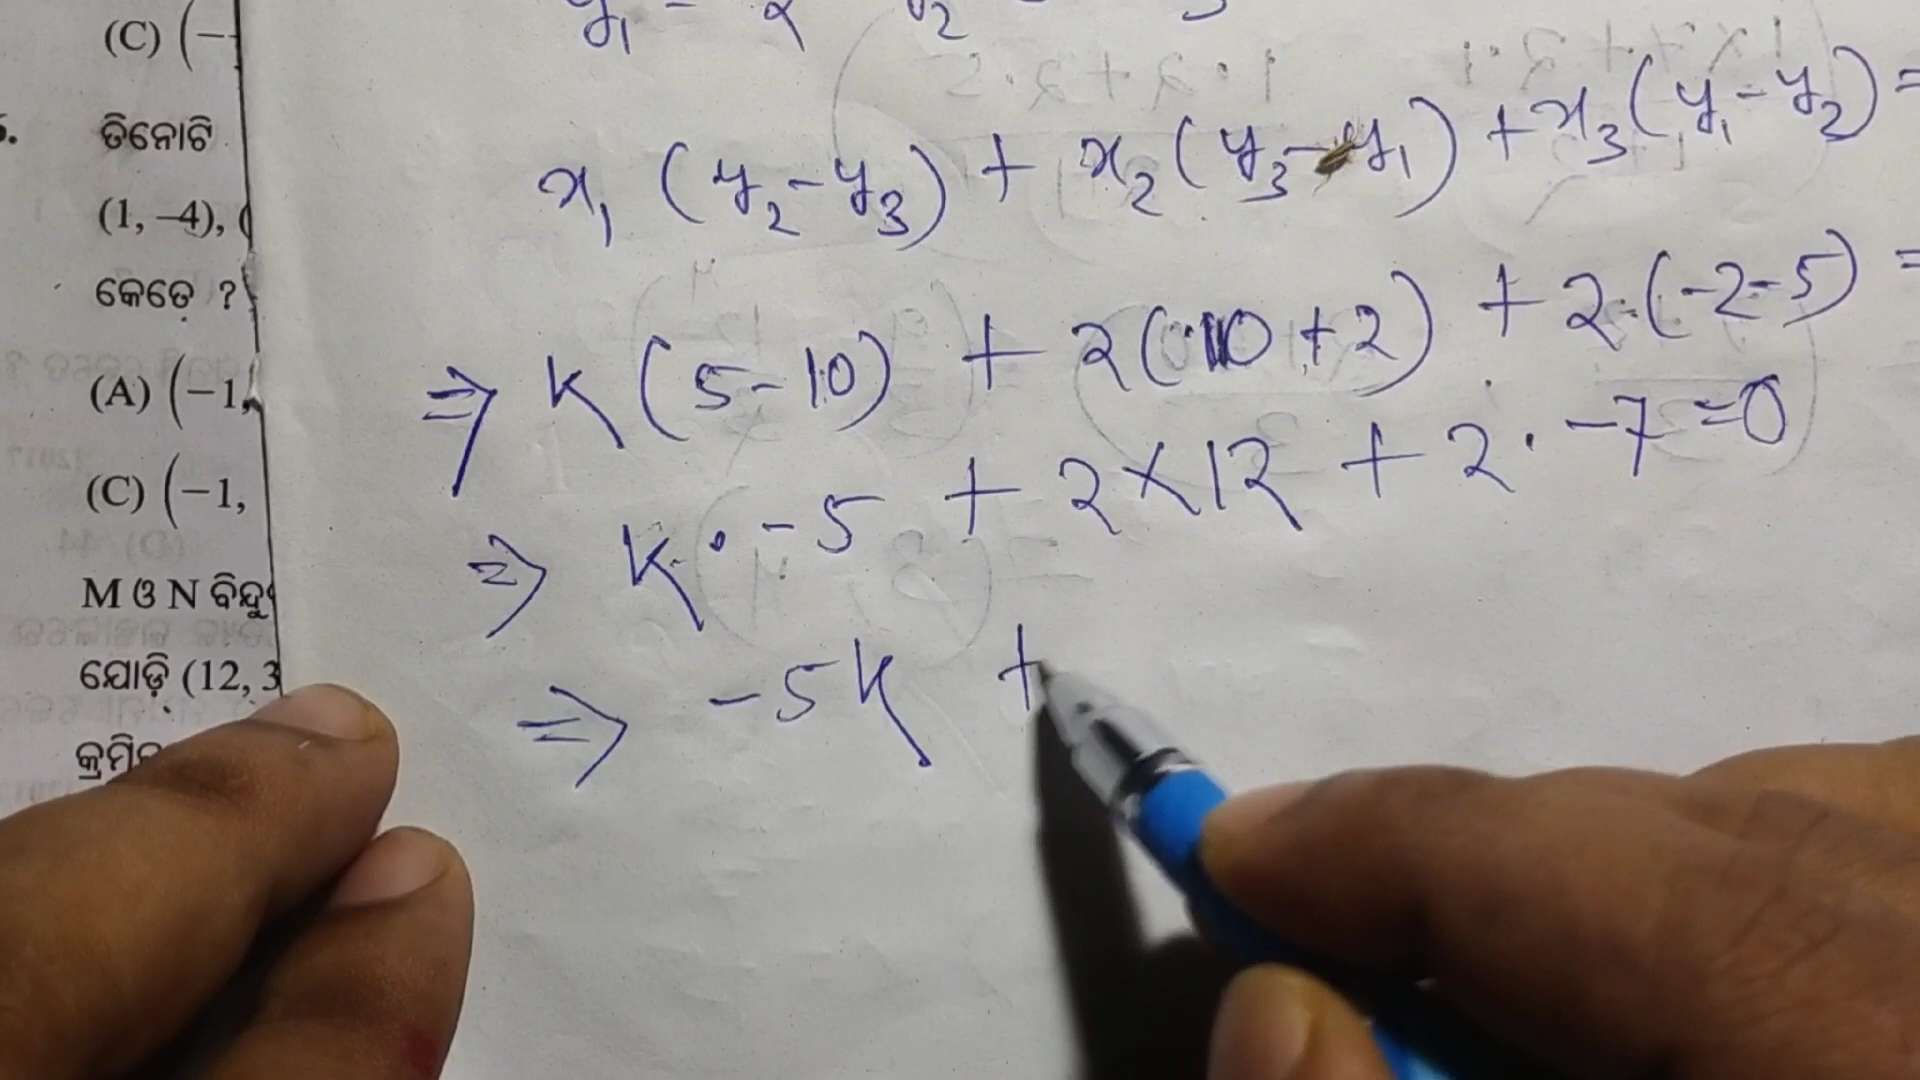 (C) (–
ତିନୋଟି
(1, –4), (
କେତେ ?
(A) (–1,
(C) (–1,
M ଓ N ବିନ୍ଦୁ
ଯୋଡ଼ି (12, 3
x₁ (y₂-y₃) + x₂ (y₃-y₁) + x₃ (y₁-y₂) =
⇒ K (5-10) + 2 (10+2) + 2·(-2-5) =
⇒ K· -5 + 2×12 + 2· -7 =0
⇒ -5K +